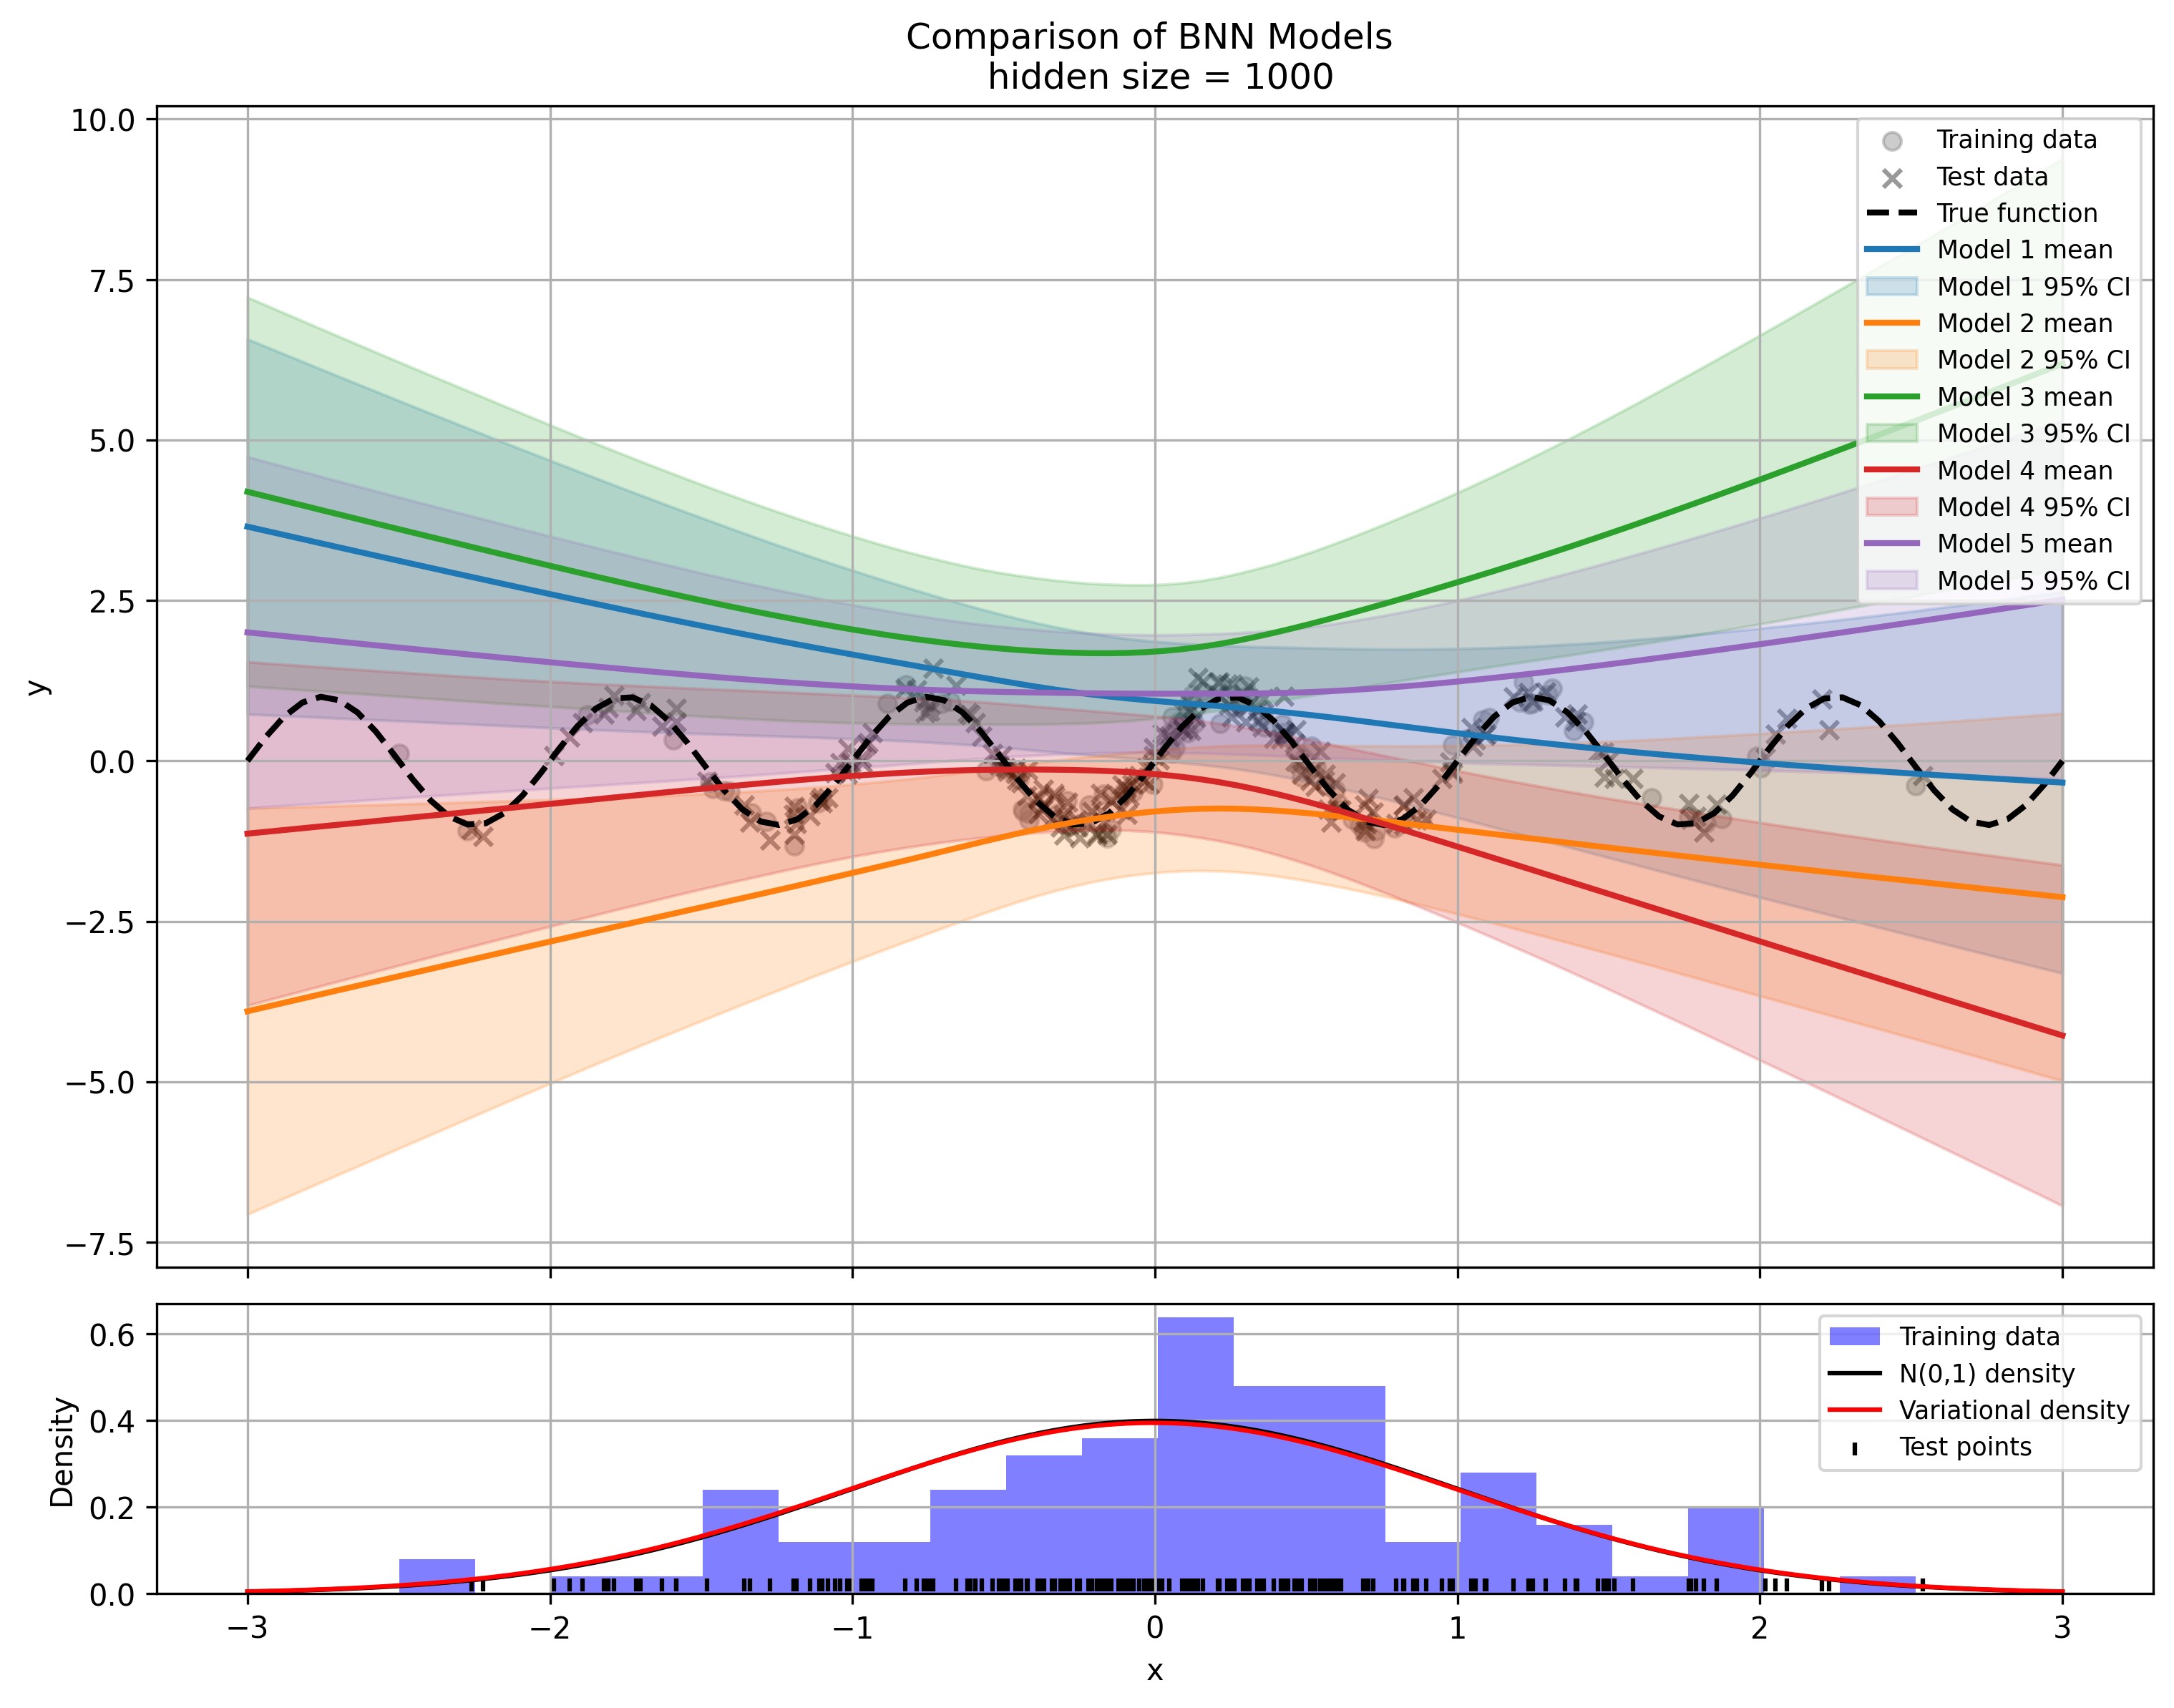 Comparison of BNN Models
hidden size = 1000
10.0
7.5
5.0
2.5
0.0
−2.5
−5.0
−7.5
y
Training data
Test data
True function
Model 1 mean
Model 1 95% CI
Model 2 mean
Model 2 95% CI
Model 3 mean
Model 3 95% CI
Model 4 mean
Model 4 95% CI
Model 5 mean
Model 5 95% CI
0.6
0.4
0.2
0.0
Density
Training data
N(0,1) density
Variational density
Test points
−3 −2 −1 0 1 2 3
x